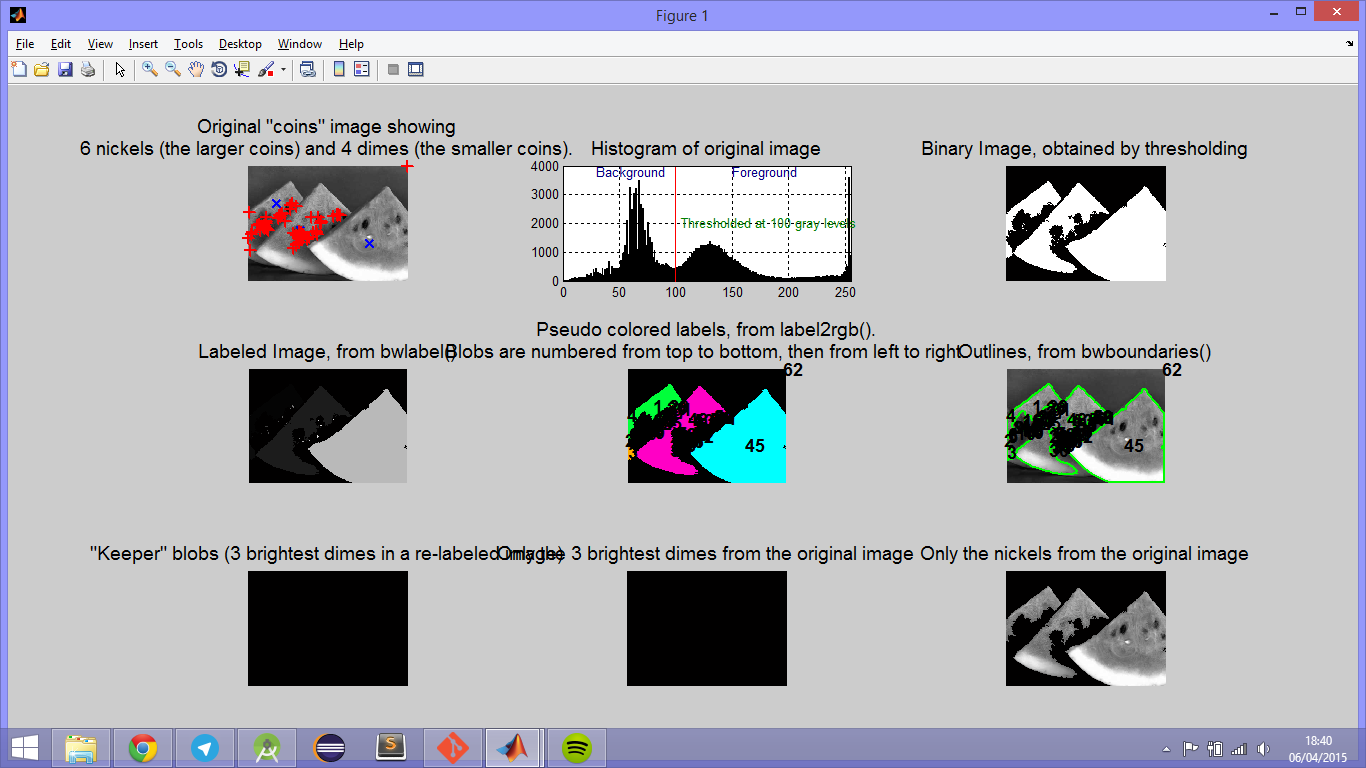 Figure 1
File Edit View Insert Tools Desktop Window Help
Original "coins" image showing
6 nickels (the larger coins) and 4 dimes (the smaller coins).
Histogram of original image
4000
3000
2000
1000
0
Background
Foreground
Thresholded at 100 gray levels
0 50 100 150 200 250
Binary Image, obtained by thresholding
Labeled Image, from bwlabel()
Pseudo colored labels, from label2rgb().
Blobs are numbered from top to bottom, then from left to right.
62
45
Outlines, from bwboundaries()
62
3
45
"Keeper" blobs (3 brightest dimes in a re-labeled image)
Only the 3 brightest dimes from the original image
Only the nickels from the original image
18:40
06/04/2015